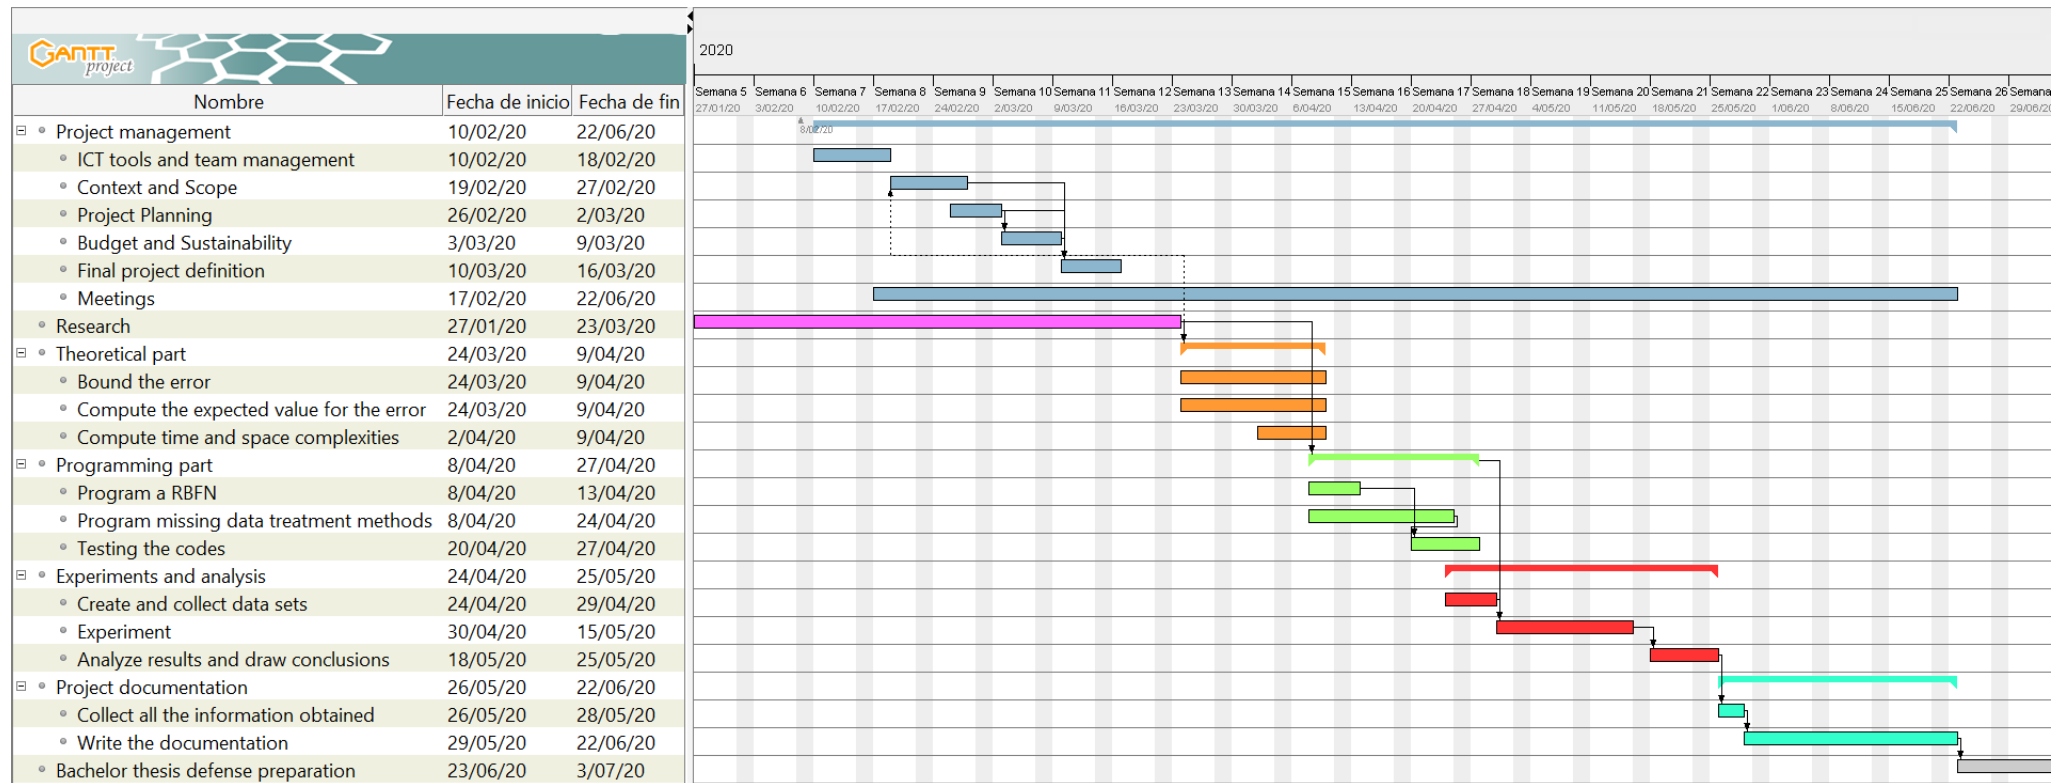 GANTT
project
2020
Nombre Fecha de inicio Fecha de fin
Semana 5 Semana 6 Semana 7 Semana 8 Semana 9 Semana 10 Semana 11 Semana 12 Semana 13 Semana 14 Semana 15 Semana 16 Semana 17 Semana 18 Semana 19 Semana 20 Semana 21 Semana 22 Semana 23 Semana 24 Semana 25 Semana 26 Semana
27/01/20 3/02/20 10/02/20 17/02/20 24/02/20 2/03/20 9/03/20 16/03/20 23/03/20 30/03/20 6/04/20 13/04/20 20/04/20 27/04/20 4/05/20 11/05/20 18/05/20 25/05/20 1/06/20 8/06/20 15/06/20 22/06/20 29/06/20
8/02/20
Project management 10/02/20 22/06/20
ICT tools and team management 10/02/20 18/02/20
Context and Scope 19/02/20 27/02/20
Project Planning 26/02/20 2/03/20
Budget and Sustainability 3/03/20 9/03/20
Final project definition 10/03/20 16/03/20
Meetings 17/02/20 22/06/20
Research 27/01/20 23/03/20
Theoretical part 24/03/20 9/04/20
Bound the error 24/03/20 9/04/20
Compute the expected value for the error 24/03/20 9/04/20
Compute time and space complexities 2/04/20 9/04/20
Programming part 8/04/20 27/04/20
Program a RBFN 8/04/20 13/04/20
Program missing data treatment methods 8/04/20 24/04/20
Testing the codes 20/04/20 27/04/20
Experiments and analysis 24/04/20 25/05/20
Create and collect data sets 24/04/20 29/04/20
Experiment 30/04/20 15/05/20
Analyze results and draw conclusions 18/05/20 25/05/20
Project documentation 26/05/20 22/06/20
Collect all the information obtained 26/05/20 28/05/20
Write the documentation 29/05/20 22/06/20
Bachelor thesis defense preparation 23/06/20 3/07/20